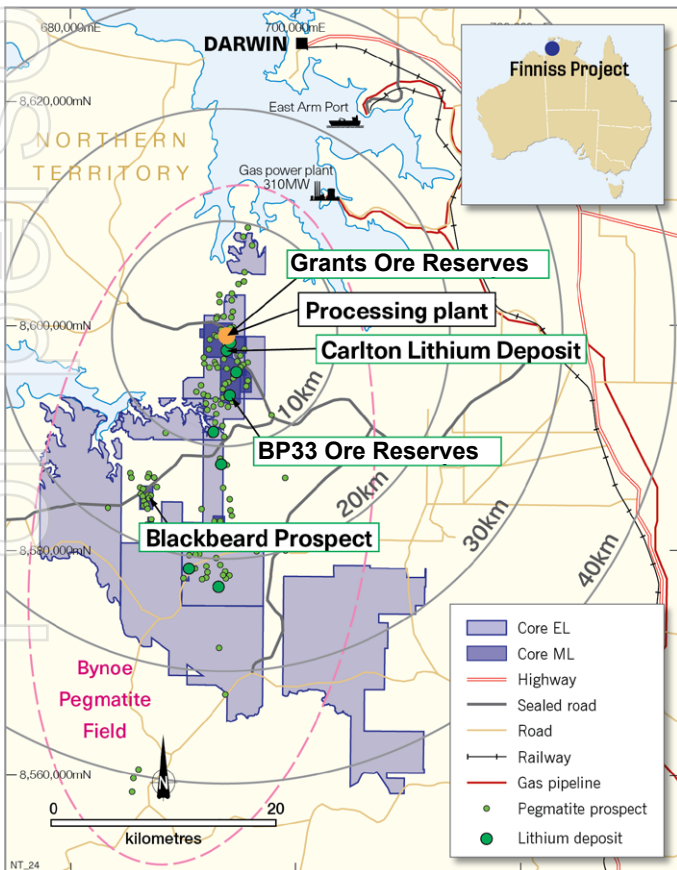 680,000mE
700,000mE
DARWIN
Finniss Project
8,620,000mN
East Arm Port
NORTHERN
TERRITORY
Gas power plant
310MW
Grants Ore Reserves
Processing plant
8,600,000mN
Carlton Lithium Deposit
10km
BP33 Ore Reserves
20km
30km
Blackbeard Prospect
8,580,000mN
40km
Bynoe
Pegmatite
Field
Core EL
Core ML
Highway
Sealed road
Road
Railway
Gas pipeline
Pegmatite prospect
Lithium deposit
8,560,000mN
N
0 20
kilometres
NT_24